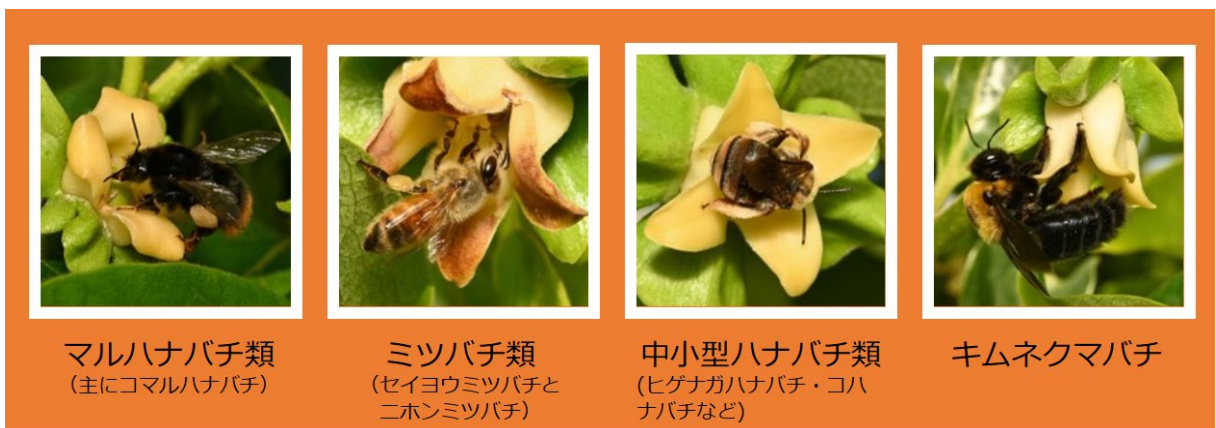 マルハナバチ類
（主にコマルハナバチ）
ミツバチ類
（セイヨウミツバチと
ニホンミツバチ）
中小型ハナバチ類
(ヒゲナガハナバチ・コハ
ナバチなど)
キムネクマバチ